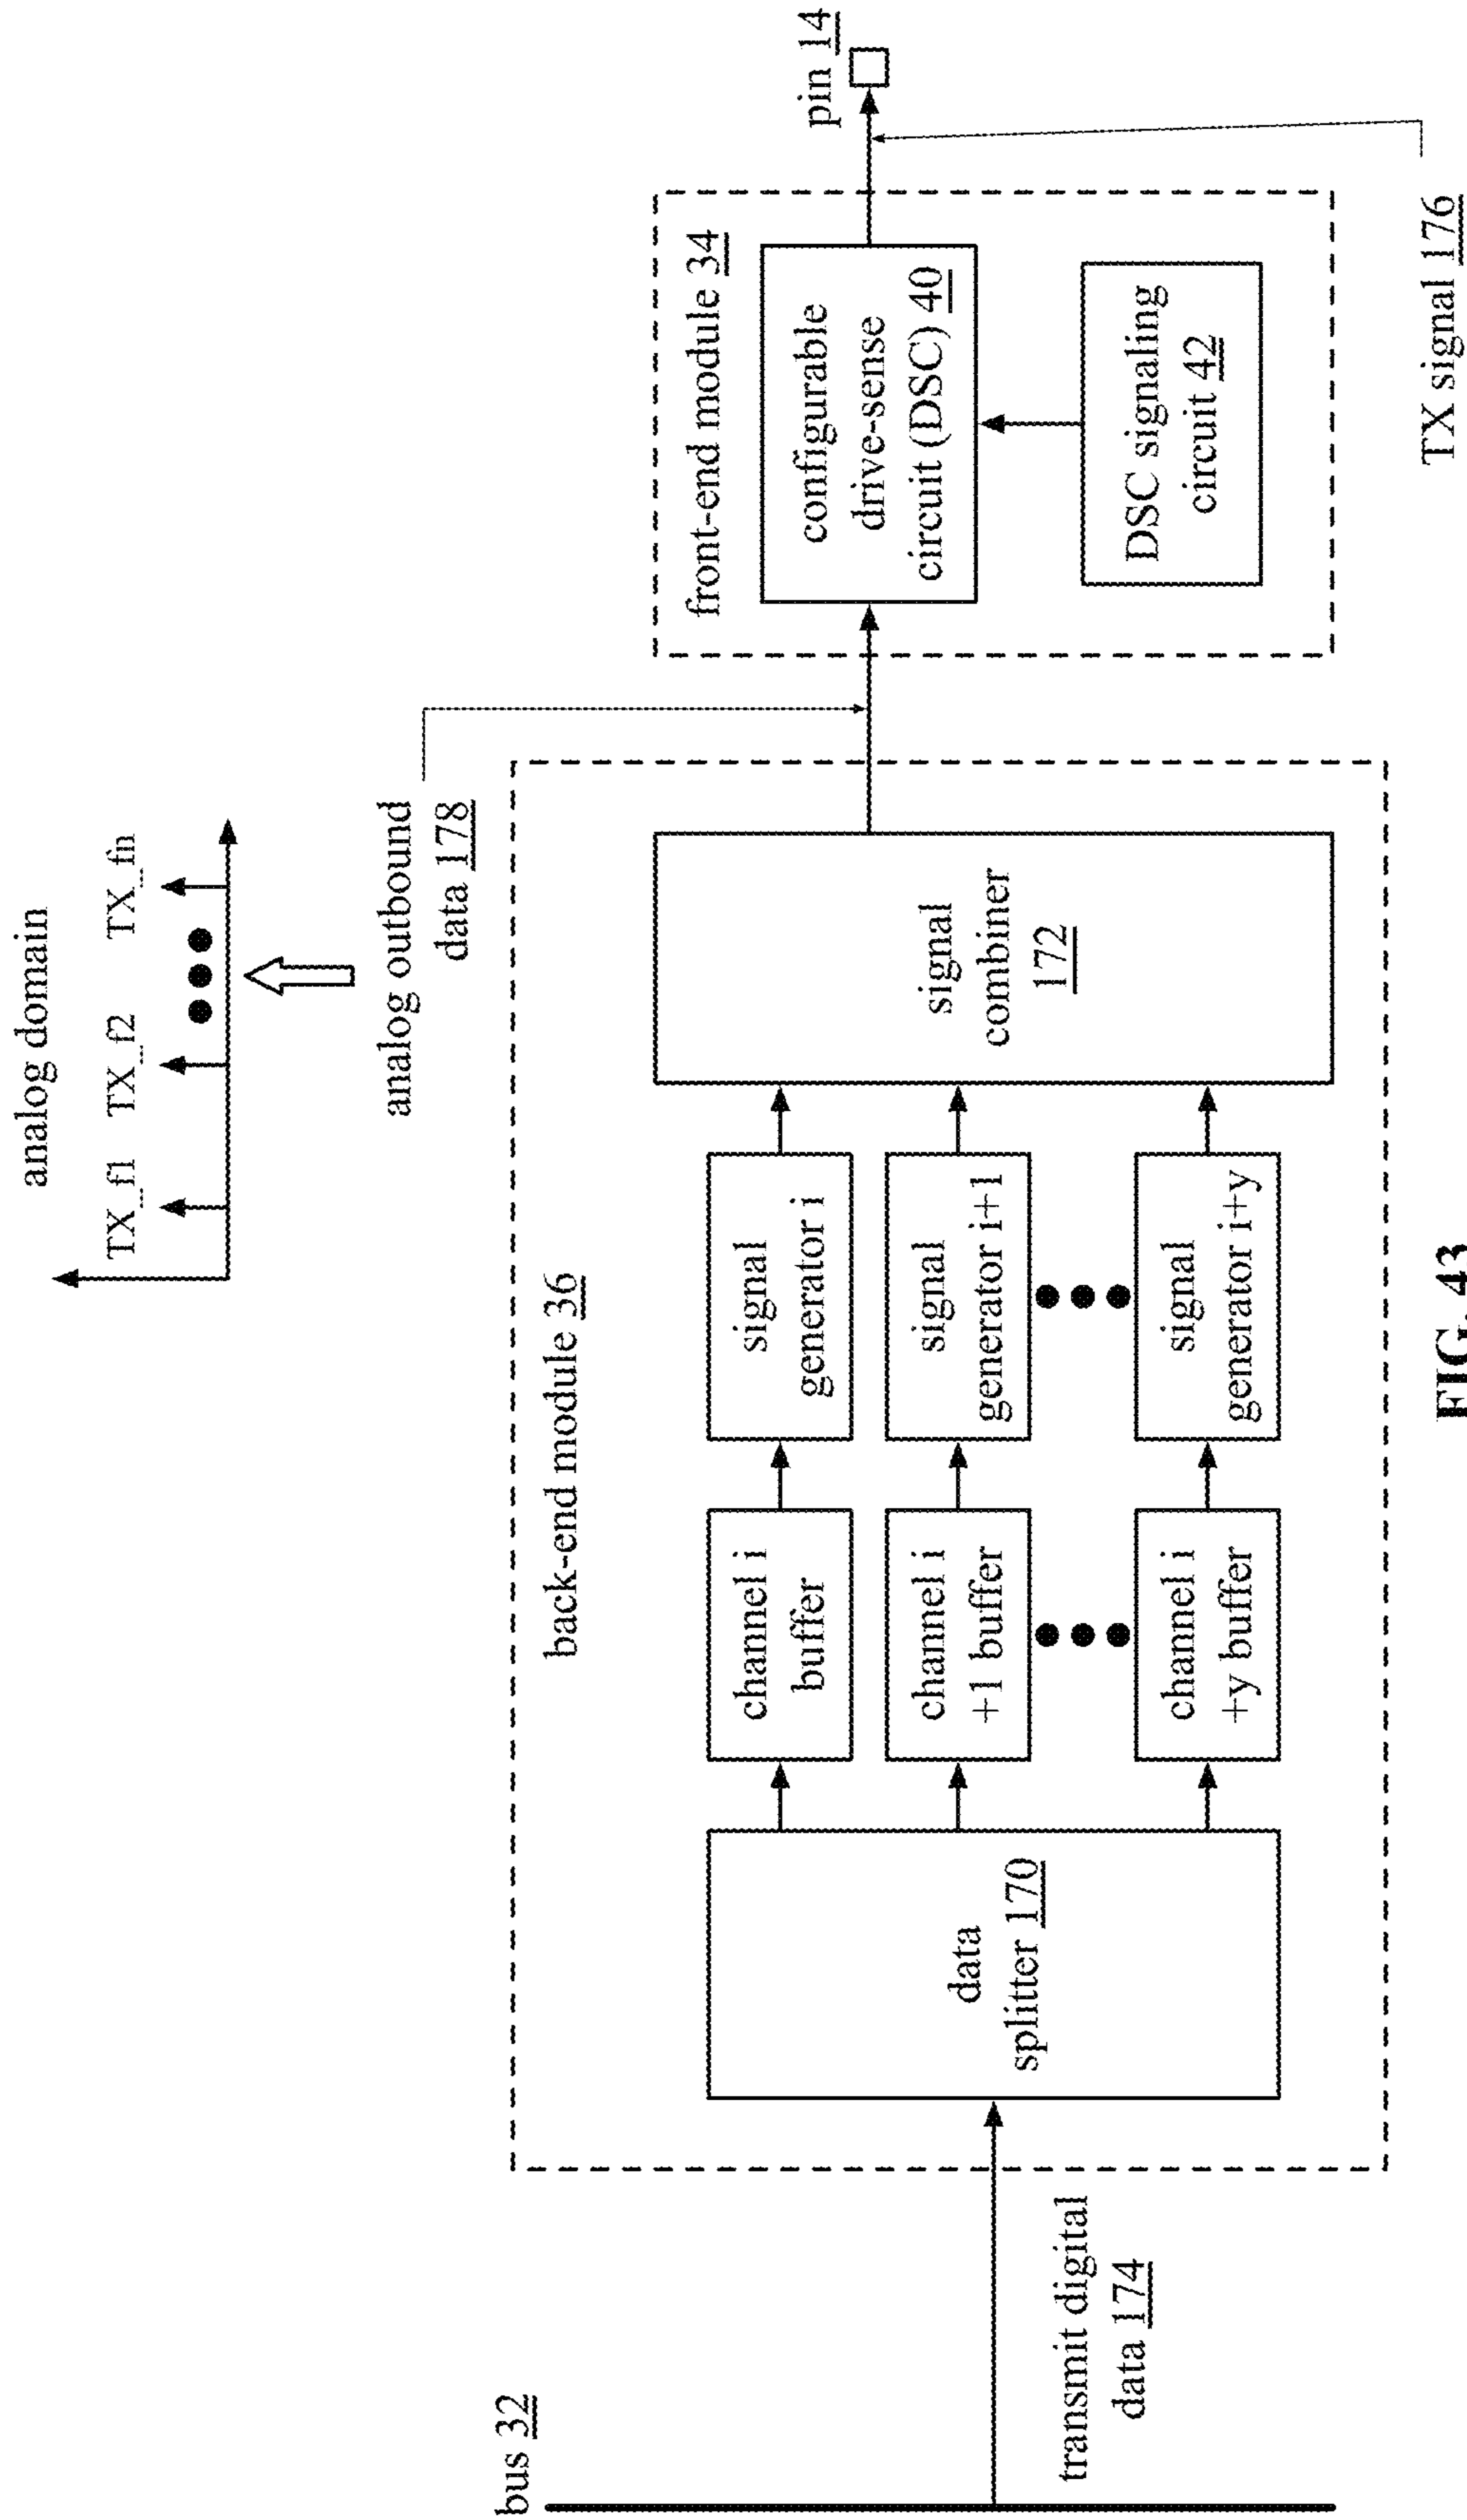 analog domain
TX_f1
TX_f2
TX_fn
analog outbound
data 178
bus 32
transmit digital
data 174
back-end module 36
data
splitter 170
channel i
buffer
channel i
+1 buffer
channel i
+y buffer
signal
generator i
signal
generator i+1
signal
generator i+y
signal
combiner
172
front-end module 34
configurable
drive-sense
circuit (DSC) 40
DSC signaling
circuit 42
pin 14
TX signal 176
FIG. 43